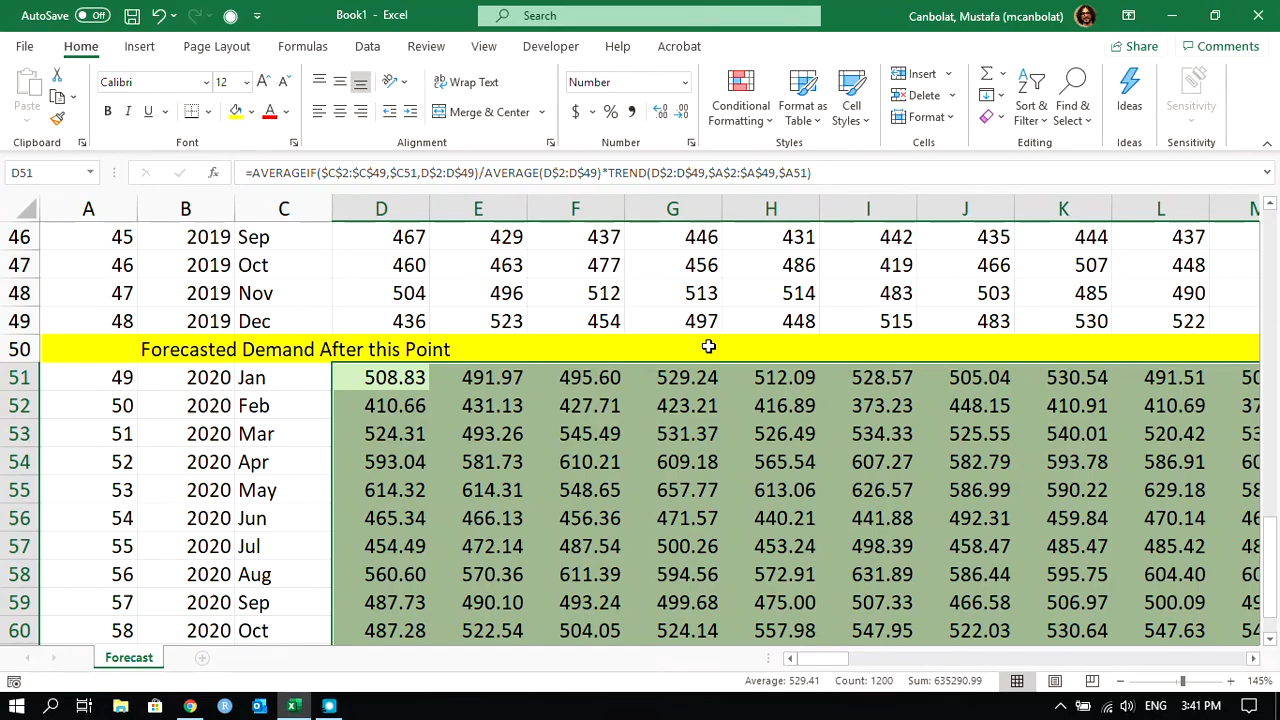 AutoSave Off Book1 - Excel Search Canbolat, Mustafa (mcanbolat)
File Home Insert Page Layout Formulas Data Review View Developer Help Acrobat Share Comments
Paste Calibri 12 Wrap Text Number Conditional Formatting Format as Table Cell Styles Insert Sort & Filter Find & Select Ideas Sensitivity
Delete
B I U Merge & Center $ % , Format
Clipboard Font Alignment Number Styles Cells Editing Ideas Sensitivity
D51 fx =AVERAGEIF($C$2:$C$49,$C51,D$2:D$49)/AVERAGE(D$2:D$49)*TREND(D$2:D$49,$A$2:$A$49,$A51)
A B C D E F G H I J K L M
46 45 2019 Sep 467 429 437 446 431 442 435 444 437
47 46 2019 Oct 460 463 477 456 486 419 466 507 448
48 47 2019 Nov 504 496 512 513 514 483 503 485 490
49 48 2019 Dec 436 523 454 497 448 515 483 530 522
50 Forecasted Demand After this Point
51 49 2020 Jan 508.83 491.97 495.60 529.24 512.09 528.57 505.04 530.54 491.51 50
52 50 2020 Feb 410.66 431.13 427.71 423.21 416.89 373.23 448.15 410.91 410.69 37
53 51 2020 Mar 524.31 493.26 545.49 531.37 526.49 534.33 525.55 540.01 520.42 53
54 52 2020 Apr 593.04 581.73 610.21 609.18 565.54 607.27 582.79 593.78 586.91 60
55 53 2020 May 614.32 614.31 548.65 657.77 613.06 626.57 586.99 590.22 629.18 58
56 54 2020 Jun 465.34 466.13 456.36 471.57 440.21 441.88 492.31 459.84 470.14 46
57 55 2020 Jul 454.49 472.14 487.54 500.26 453.24 498.39 458.47 485.47 485.42 48
58 56 2020 Aug 560.60 570.36 611.39 594.56 572.91 631.89 586.44 595.75 604.40 60
59 57 2020 Sep 487.73 490.10 493.24 499.68 475.00 507.33 466.58 506.97 500.09 49
60 58 2020 Oct 487.28 522.54 504.05 524.14 557.98 547.95 522.03 530.64 547.63 54
Forecast
Average: 529.41 Count: 1200 Sum: 635290.99 145%
ENG 3:41 PM